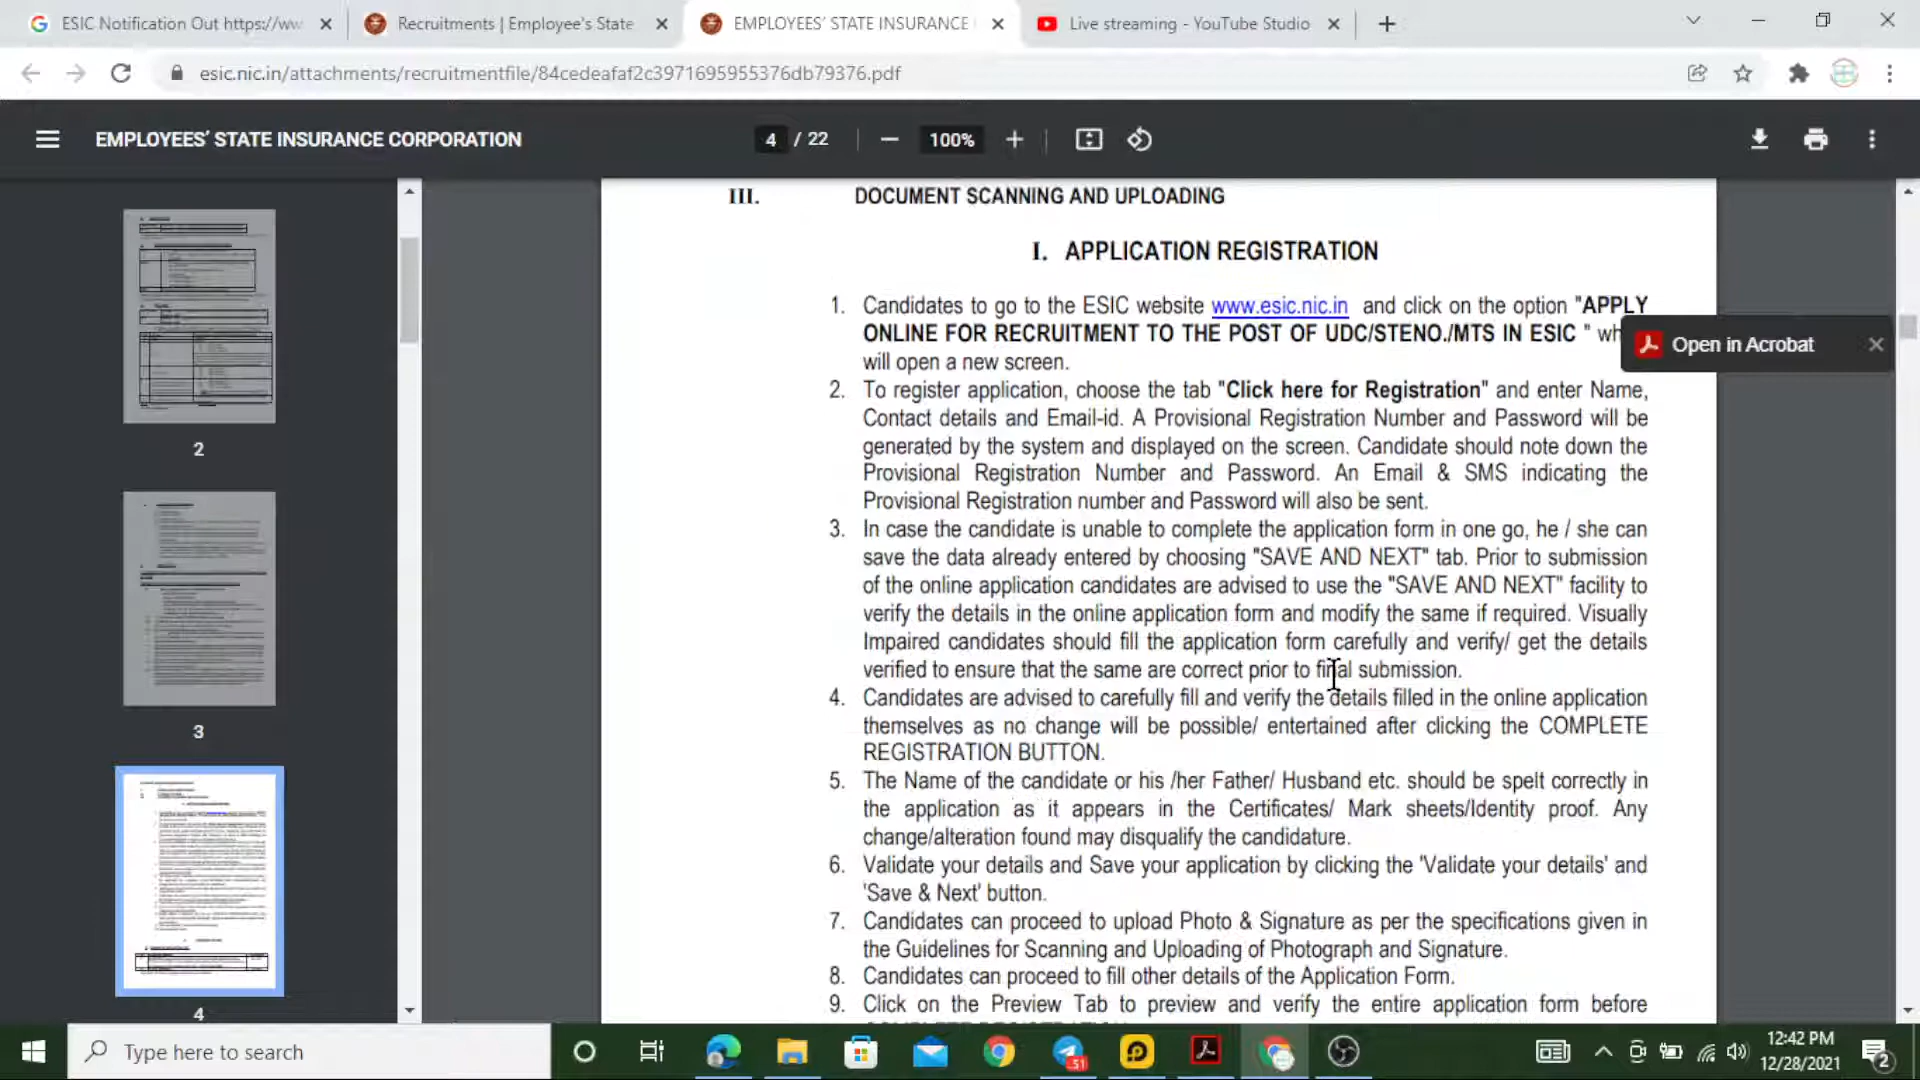 ESIC Notification Out https://ww
Recruitments | Employee's State
EMPLOYEES' STATE INSURANCE
Live streaming - YouTube Studio
esic.nic.in/attachments/recruitmentfile/84cedeafaf2c3971695955376db79376.pdf
EMPLOYEES' STATE INSURANCE CORPORATION
4 / 22
100%
2
3
4
III. DOCUMENT SCANNING AND UPLOADING
I. APPLICATION REGISTRATION
1. Candidates to go to the ESIC website www.esic.nic.in and click on the option "APPLY
ONLINE FOR RECRUITMENT TO THE POST OF UDC/STENO./MTS IN ESIC " wh
will open a new screen.
2. To register application, choose the tab "Click here for Registration" and enter Name,
Contact details and Email-id. A Provisional Registration Number and Password will be
generated by the system and displayed on the screen. Candidate should note down the
Provisional Registration Number and Password. An Email & SMS indicating the
Provisional Registration number and Password will also be sent.
3. In case the candidate is unable to complete the application form in one go, he / she can
save the data already entered by choosing "SAVE AND NEXT" tab. Prior to submission
of the online application candidates are advised to use the "SAVE AND NEXT" facility to
verify the details in the online application form and modify the same if required. Visually
Impaired candidates should fill the application form carefully and verify/ get the details
verified to ensure that the same are correct prior to final submission.
4. Candidates are advised to carefully fill and verify the details filled in the online application
themselves as no change will be possible/ entertained after clicking the COMPLETE
REGISTRATION BUTTON.
5. The Name of the candidate or his /her Father/ Husband etc. should be spelt correctly in
the application as it appears in the Certificates/ Mark sheets/Identity proof. Any
change/alteration found may disqualify the candidature.
6. Validate your details and Save your application by clicking the 'Validate your details' and
'Save & Next' button.
7. Candidates can proceed to upload Photo & Signature as per the specifications given in
the Guidelines for Scanning and Uploading of Photograph and Signature.
8. Candidates can proceed to fill other details of the Application Form.
9. Click on the Preview Tab to preview and verify the entire application form before
Open in Acrobat
Type here to search
51
12:42 PM
12/28/2021
2